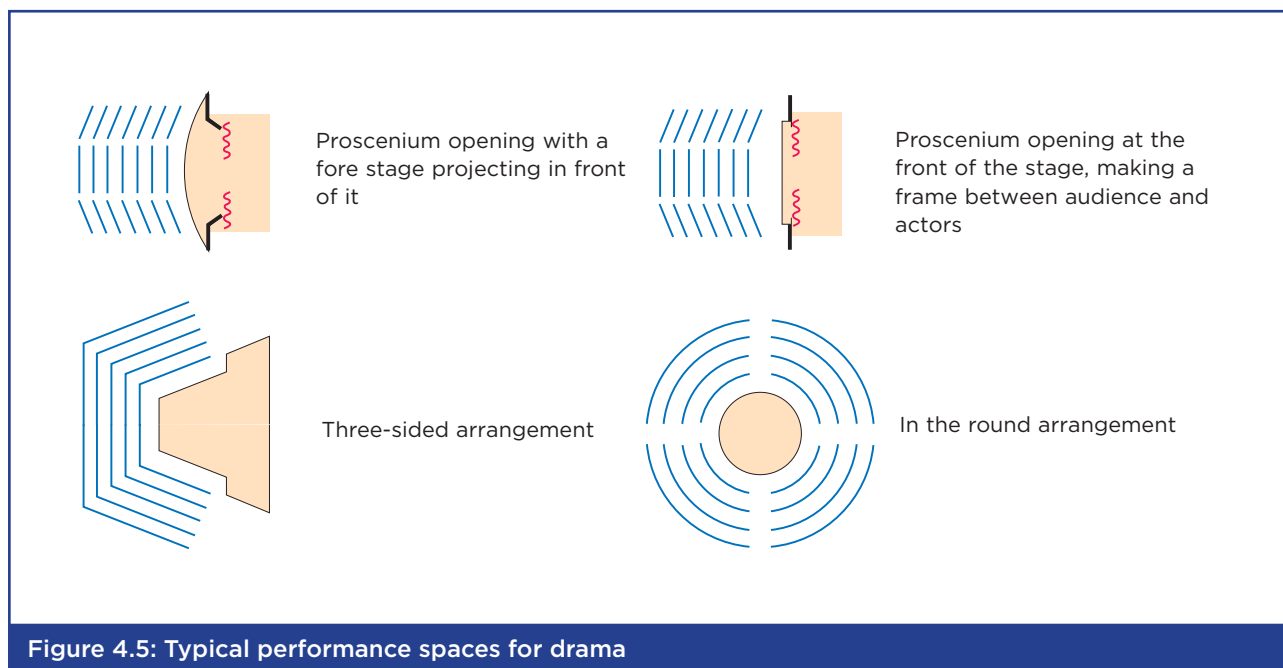 Proscenium opening with a
fore stage projecting in front
of it
Proscenium opening at the
front of the stage, making a
frame between audience and
actors
Three-sided arrangement
In the round arrangement
Figure 4.5: Typical performance spaces for drama